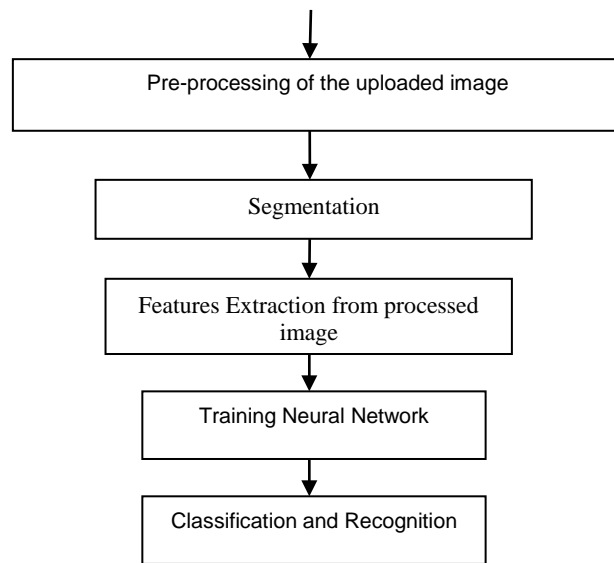 Pre-processing of the uploaded image
Segmentation
Features Extraction from processed
image
Training Neural Network
Classification and Recognition